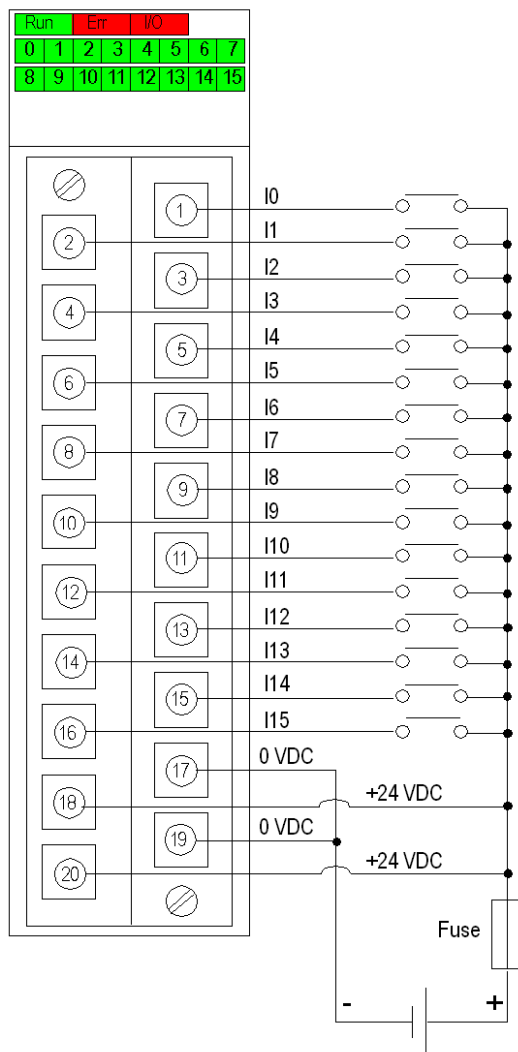 Run Err I/O
0 1 2 3 4 5 6 7
8 9 10 11 12 13 14 15
1 I0
2 I1
3 I2
4 I3
5 I4
6 I5
7 I6
8 I7
9 I8
10 I9
11 I10
12 I11
13 I12
14 I13
15 I14
16 I15
17 0 VDC
18 +24 VDC
19 0 VDC
20 +24 VDC
Fuse
- +